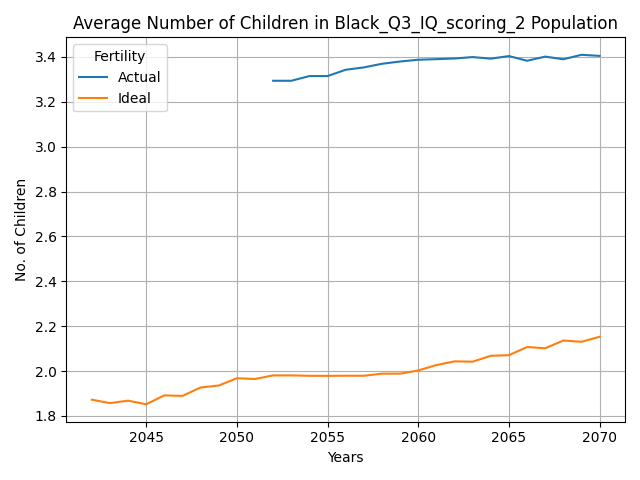 Average Number of Children in Black_Q3_IQ_scoring_2 Population
Fertility
Actual
Ideal
No. of Children
3.4
3.2
3.0
2.8
2.6
2.4
2.2
2.0
1.8
2045 2050 2055 2060 2065 2070
Years